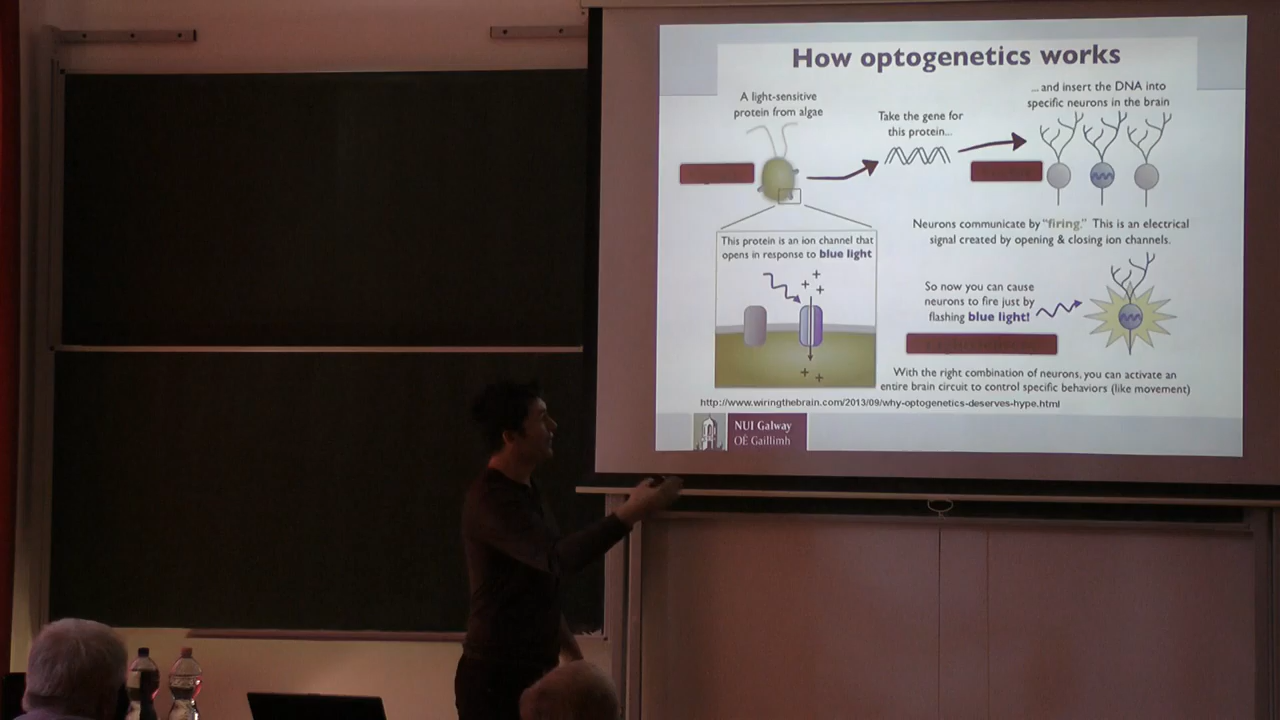 How optogenetics works
A light-sensitive
protein from algae
Take the gene for
this protein...
...and insert the DNA into
specific neurons in the brain
This protein is an ion channel that
opens in response to blue light
+
+ +
+ +
Neurons communicate by "firing." This is an electrical
signal created by opening & closing ion channels.
So now you can cause
neurons to fire just by
flashing blue light!
With the right combination of neurons, you can activate an
entire brain circuit to control specific behaviors (like movement)
http://www.wiringthebrain.com/2013/09/why-optogenetics-deserves-hype.html
NUI Galway
OÉ Gaillimh